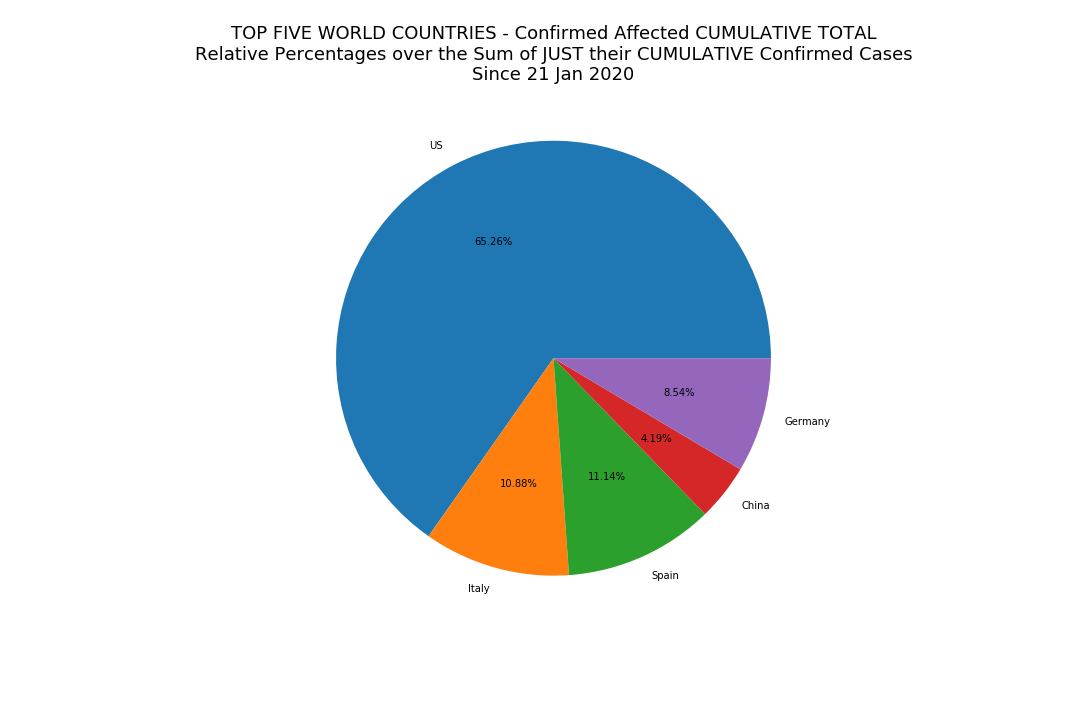 TOP FIVE WORLD COUNTRIES - Confirmed Affected CUMULATIVE TOTAL
Relative Percentages over the Sum of JUST their CUMULATIVE Confirmed Cases
Since 21 Jan 2020
US
65.26%
8.54%
Germany
4.19%
11.14%
10.88%
China
Spain
Italy